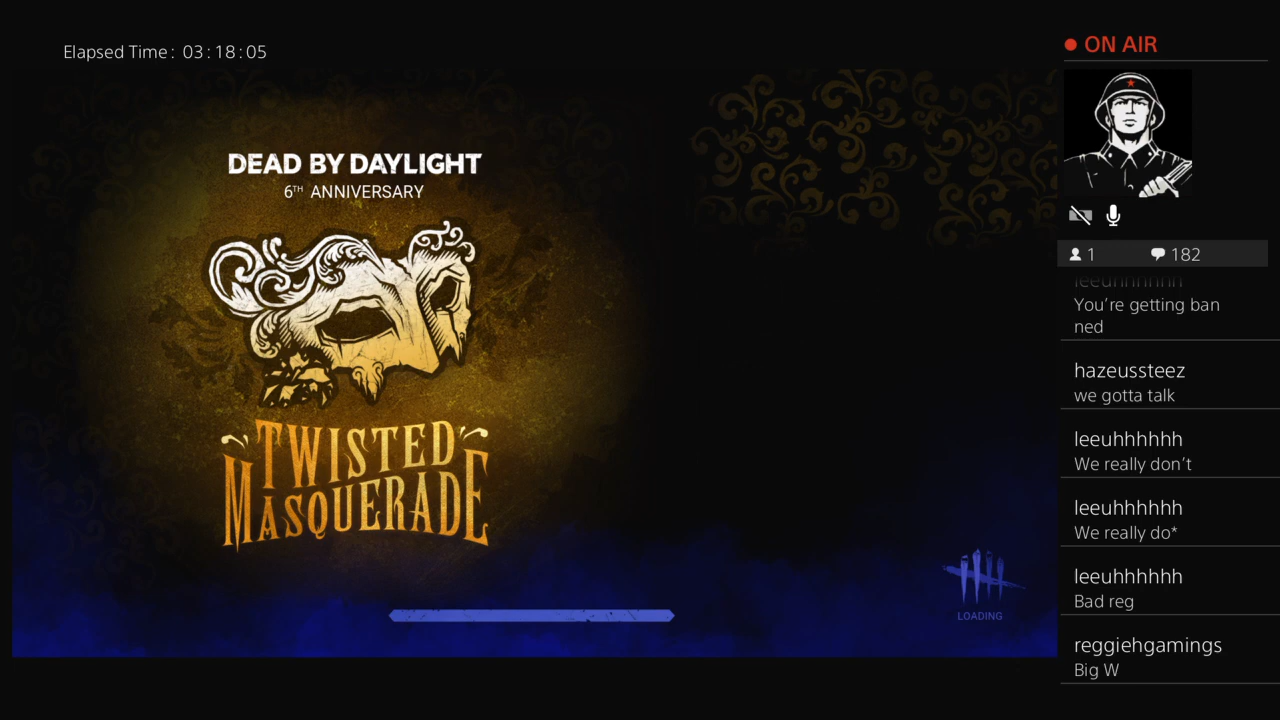 Elapsed Time: 03:18:05
ON AIR
DEAD BY DAYLIGHT
6TH ANNIVERSARY
TWISTED
MASQUERADE
LOADING
1 182
leeuhhhhhh
You're getting ban
ned
hazeussteez
we gotta talk
leeuhhhhhh
We really don't
leeuhhhhhh
We really do*
leeuhhhhhh
Bad reg
reggiehgamings
Big W